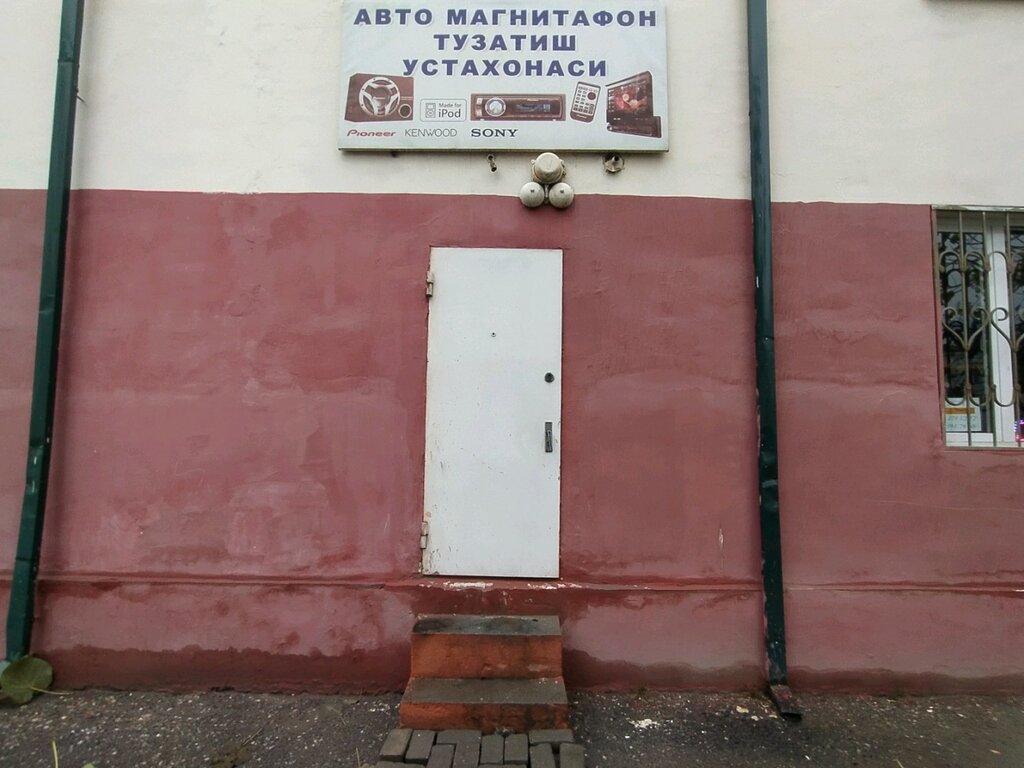 АВТО МАГНИТАФОН
ТУЗАТИШ
УСТАХОНАСИ
Made for
iPod
Pioneer KENWOOD SONY